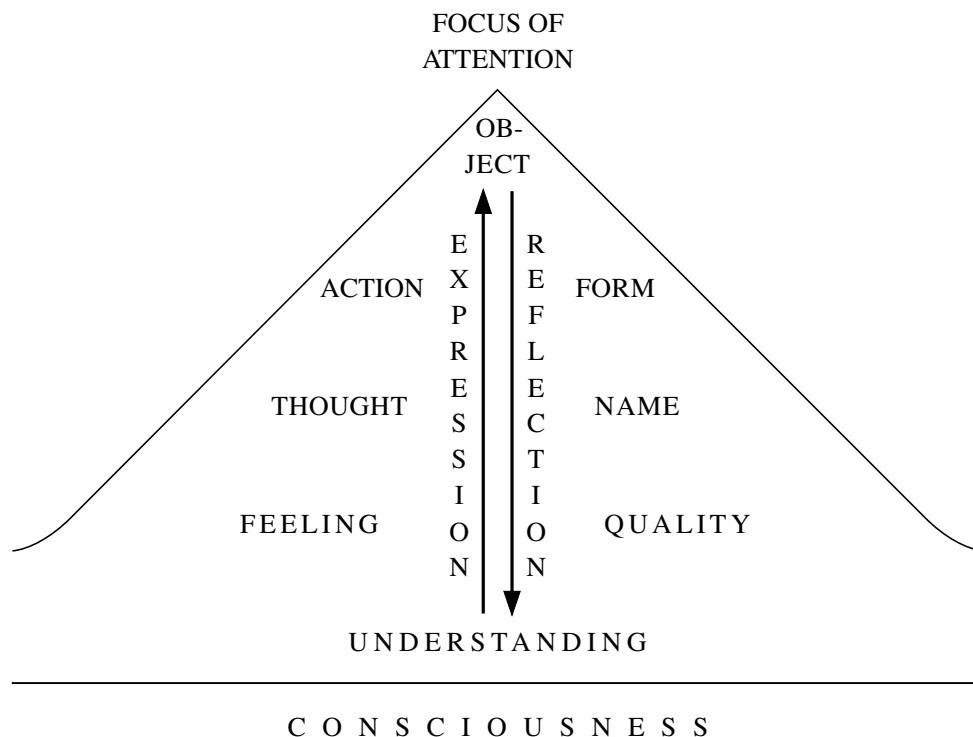 FOCUS OF
ATTENTION
OB-
JECT
EXPRESSION
REFLECTION
ACTION
FORM
THOUGHT
NAME
FEELING
QUALITY
UNDERSTANDING
CONSCIOUSNESS